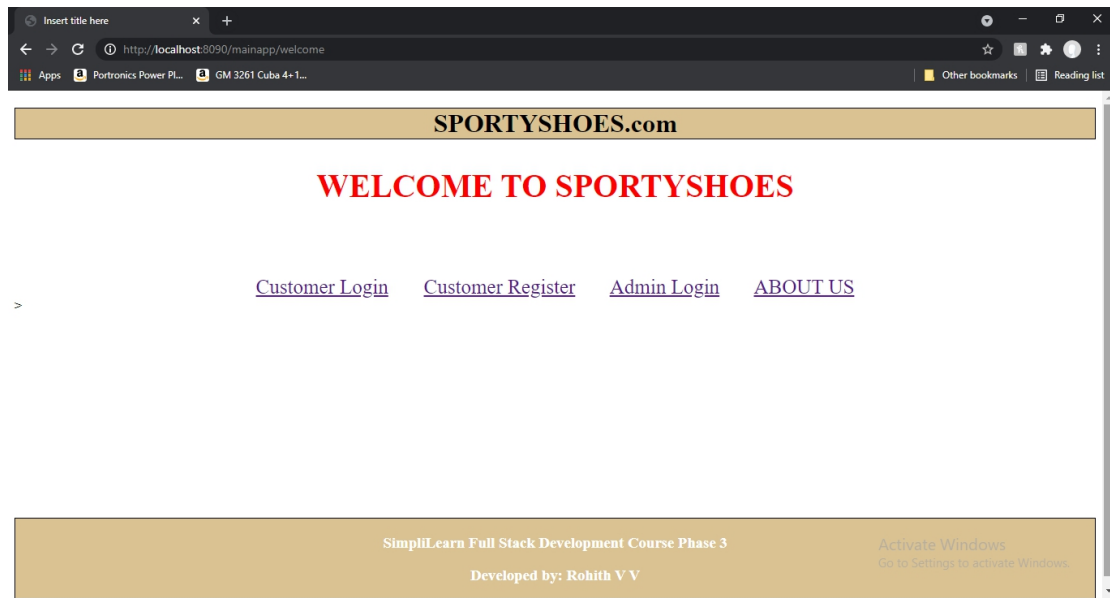 Insert title here
http://localhost:8090/mainapp/welcome
Apps Portronics Power Pl... GM 3261 Cuba 4+1... Other bookmarks Reading list
SPORTYSHOES.com
WELCOME TO SPORTYSHOES
Customer Login Customer Register Admin Login ABOUT US
>
SimpliLearn Full Stack Development Course Phase 3
Developed by: Rohith V V
Activate Windows
Go to Settings to activate Windows.